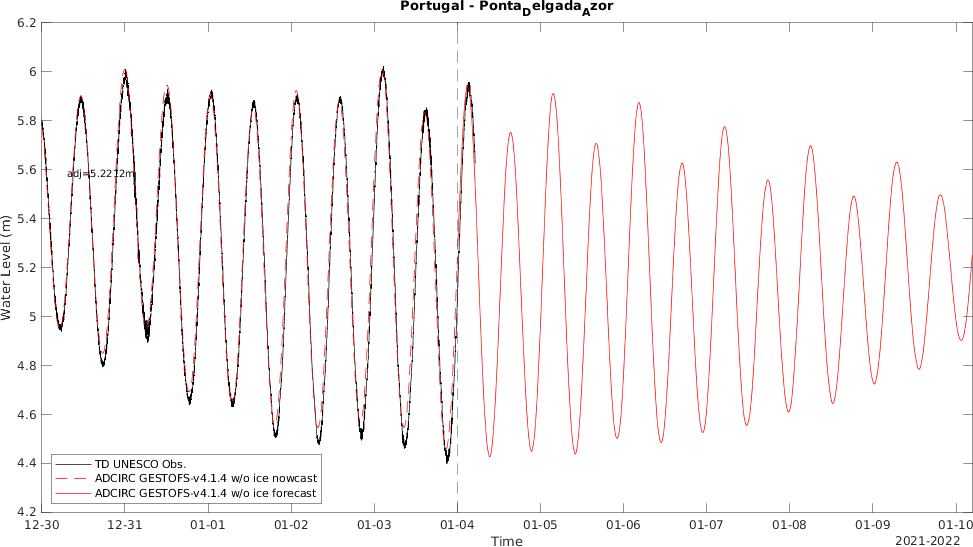 Portugal - PontaDelgadaAzor
6.2
6
5.8
5.6
5.4
5.2
5
4.8
4.6
4.4
4.2
Water Level (m)
adj=5.2212m
TD UNESCO Obs.
ADCIRC GESTOFS-v4.1.4 w/o ice nowcast
ADCIRC GESTOFS-v4.1.4 w/o ice forecast
12-30 12-31 01-01 01-02 01-03 01-04 01-05 01-06 01-07 01-08 01-09 01-10
Time
2021-2022